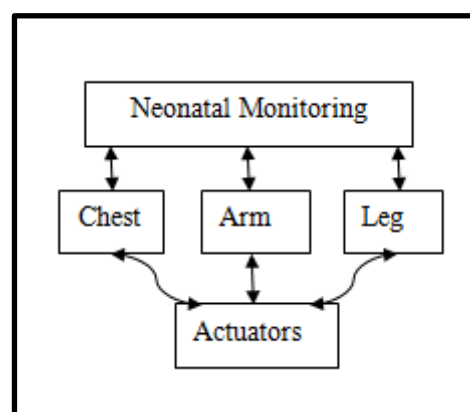 Neonatal Monitoring
Chest
Arm
Leg
Actuators